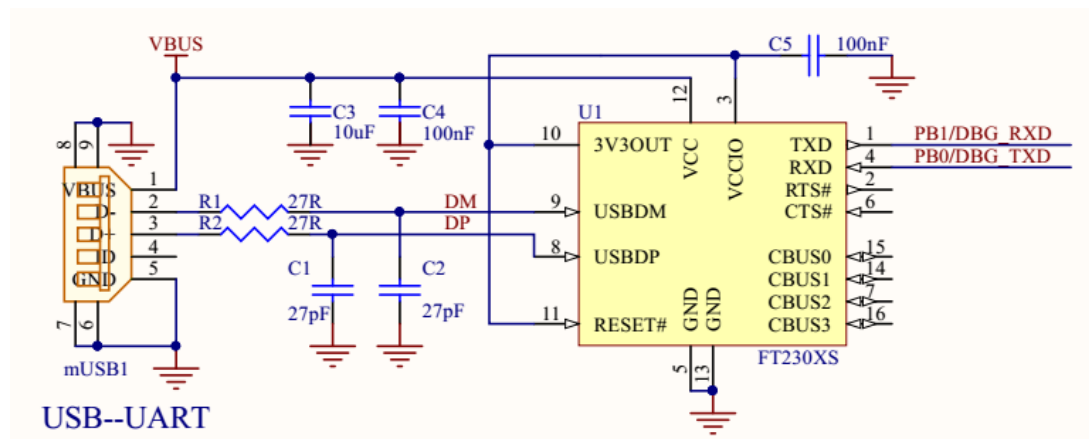 VBUS
C5 100nF
C3
10uF
C4
100nF
12
3
U1
8
9
VBUS
D-
D+
ID
GND
1
2
3
4
5
7
6
mUSB1
R1 27R
R2 27R
DM
DP
C1
27pF
C2
27pF
10
9
8
11
3V3OUT
USBDM
USBDP
RESET#
VCC
VCCIO
GND
GND
TXD
RXD
RTS#
CTS#
CBUS0
CBUS1
CBUS2
CBUS3
1
4
2
6
15
14
7
16
PB1/DBG_RXD
PB0/DBG_TXD
5
13
FT230XS
USB--UART